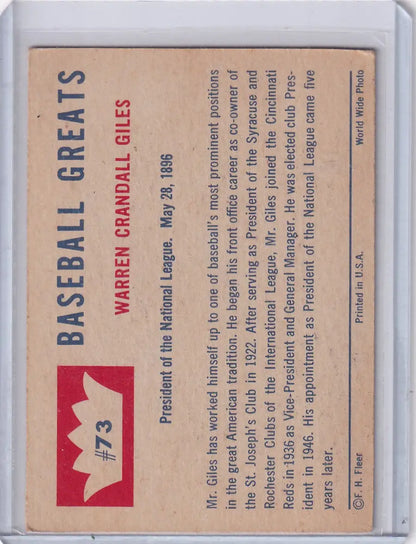 #73
BASEBALL GREATS
WARREN CRANDALL GILES
President of the National League. May 28, 1896
Mr. Giles has worked himself up to one of baseball's most prominent positions
in the great American tradition. He began his front office career as co-owner of
the St. Joseph's Club in 1922. After serving as President of the Syracuse and
Rochester Clubs of the International League, Mr. Giles joined the Cincinnati
Reds in 1936 as Vice-President and General Manager. He was elected club Pres-
ident in 1946. His appointment as President of the National League came five
years later.
©F. H. Fleer
Printed in U.S.A.
World Wide Photo